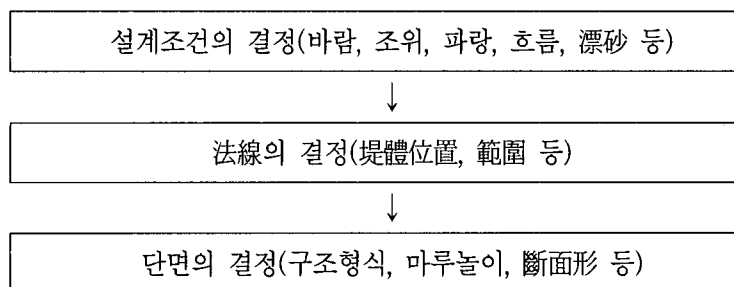 설계조건의 결정(바람, 조위, 파랑, 흐름, 漂砂 등)
↓
法線의 결정(堤體位置, 範圍 등)
↓
단면의 결정(구조형식, 마루높이, 斷面形 등)